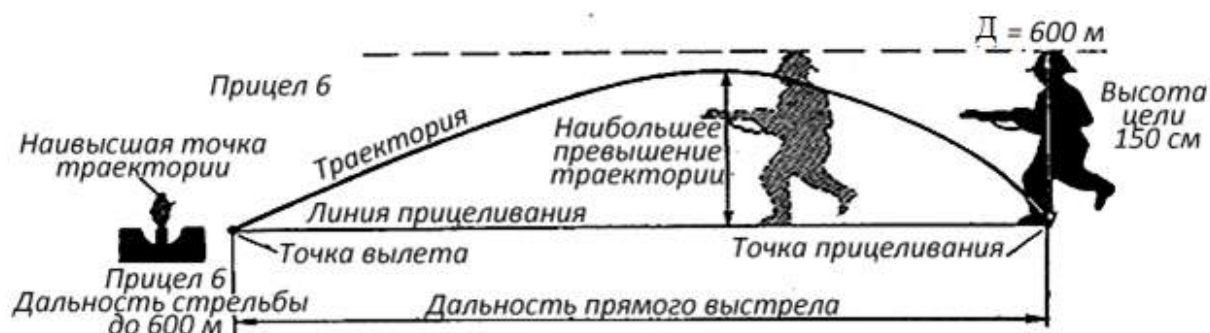 Д = 600 м
Прицел 6
Высота
цели
150 см
Траектория
Наибольшее
превышение
траектории
Наивысшая точка
траектории
Линия прицеливания
Точка вылета
Точка прицеливания
Прицел 6
Дальность стрельбы
до 600 м
Дальность прямого выстрела